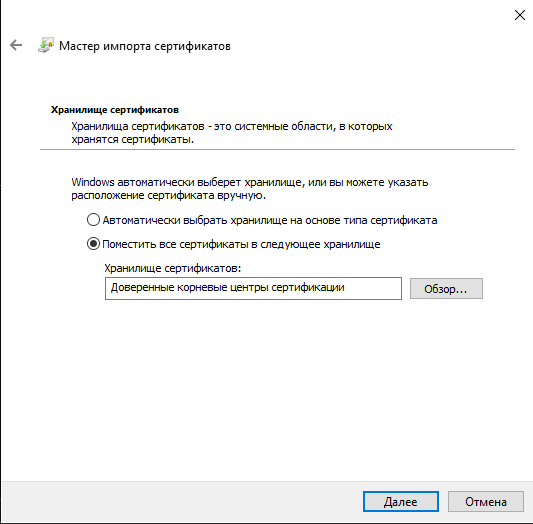 Мастер импорта сертификатов
Хранилище сертификатов
Хранилища сертификатов - это системные области, в которых
хранятся сертификаты.
Windows автоматически выберет хранилище, или вы можете указать
расположение сертификата вручную.
Автоматически выбрать хранилище на основе типа сертификата
Поместить все сертификаты в следующее хранилище
Хранилище сертификатов:
Доверенные корневые центры сертификации
Обзор...
Далее
Отмена